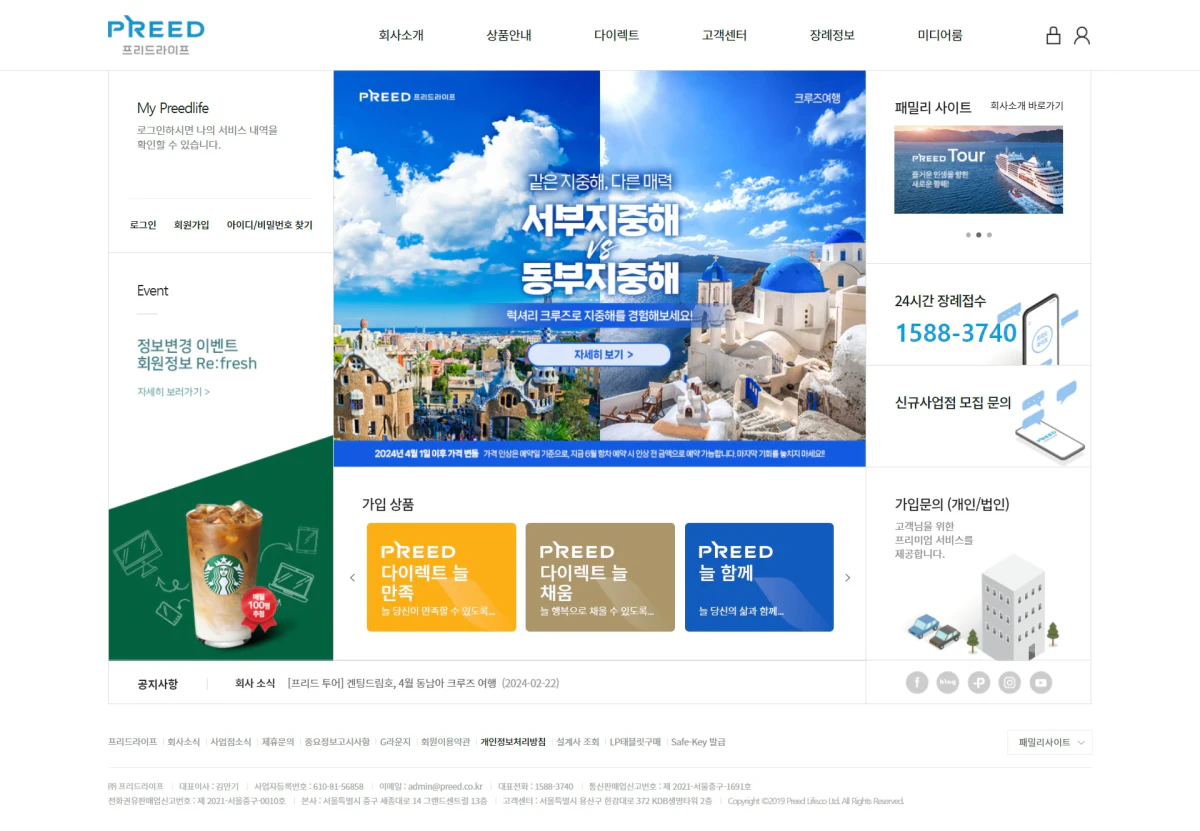 PREED
프리드라이프
회사소개
상품안내
다이렉트
고객센터
장례정보
미디어룸
My Preedlife
로그인하시면 나의 서비스 내역을
확인할 수 있습니다.
로그인
회원가입
아이디/비밀번호 찾기
Event
정보변경 이벤트
회원정보 Re:fresh
자세히 보러가기 >
매월
100명
추첨
PREED 프리드라이프
크루즈여행
같은 지중해, 다른 매력
서부지중해
VS
동부지중해
럭셔리 크루즈로 지중해를 경험해보세요!
자세히 보기 >
2024년 4월 1일 이후 가격 변동 가격 인상은 예약일 기준으로, 지금 6월 항차 예약 시 인상 전 금액으로 예약 가능합니다. 마지막 기회를 놓치지 마세요!!
가입 상품
PREED
다이렉트 늘
만족
늘 당신이 만족할 수 있도록...
PREED
다이렉트 늘
채움
늘 행복으로 채울 수 있도록...
PREED
늘 함께
늘 당신의 삶과 함께...
패밀리 사이트
회사소개 바로가기
PREED Tour
즐거운 인생을 향한
새로운 항해!
24시간 장례접수
1588-3740
신규사업점 모집 문의
PREED
가입문의 (개인/법인)
고객님을 위한
프리미엄 서비스를
제공합니다.
공지사항
회사 소식
[프리드 투어] 겐팅드림호, 4월 동남아 크루즈 여행 (2024-02-22)
blog
프리드라이프 회사소식 사업점소식 제휴문의 중요정보고시사항 G라운지 회원이용약관 개인정보처리방침 설계사 조회 LP태블릿구매 Safe-Key 발급
패밀리사이트
㈜ 프리드라이프 대표이사 : 김만기 사업자등록번호 : 610-81-56858 이메일 : admin@preed.co.kr 대표전화 : 1588-3740 통신판매업신고번호 : 제 2021-서울중구-1691호
전화권유판매업신고번호 : 제 2021-서울중구-0010호 본사 : 서울특별시 중구 세종대로 14 그랜드센트럴 13층 고객센터 : 서울특별시 용산구 한강대로 372 KDB생명타워 2층 Copyright ©2019 Preed Life.co Ltd. All Rights Reserved.